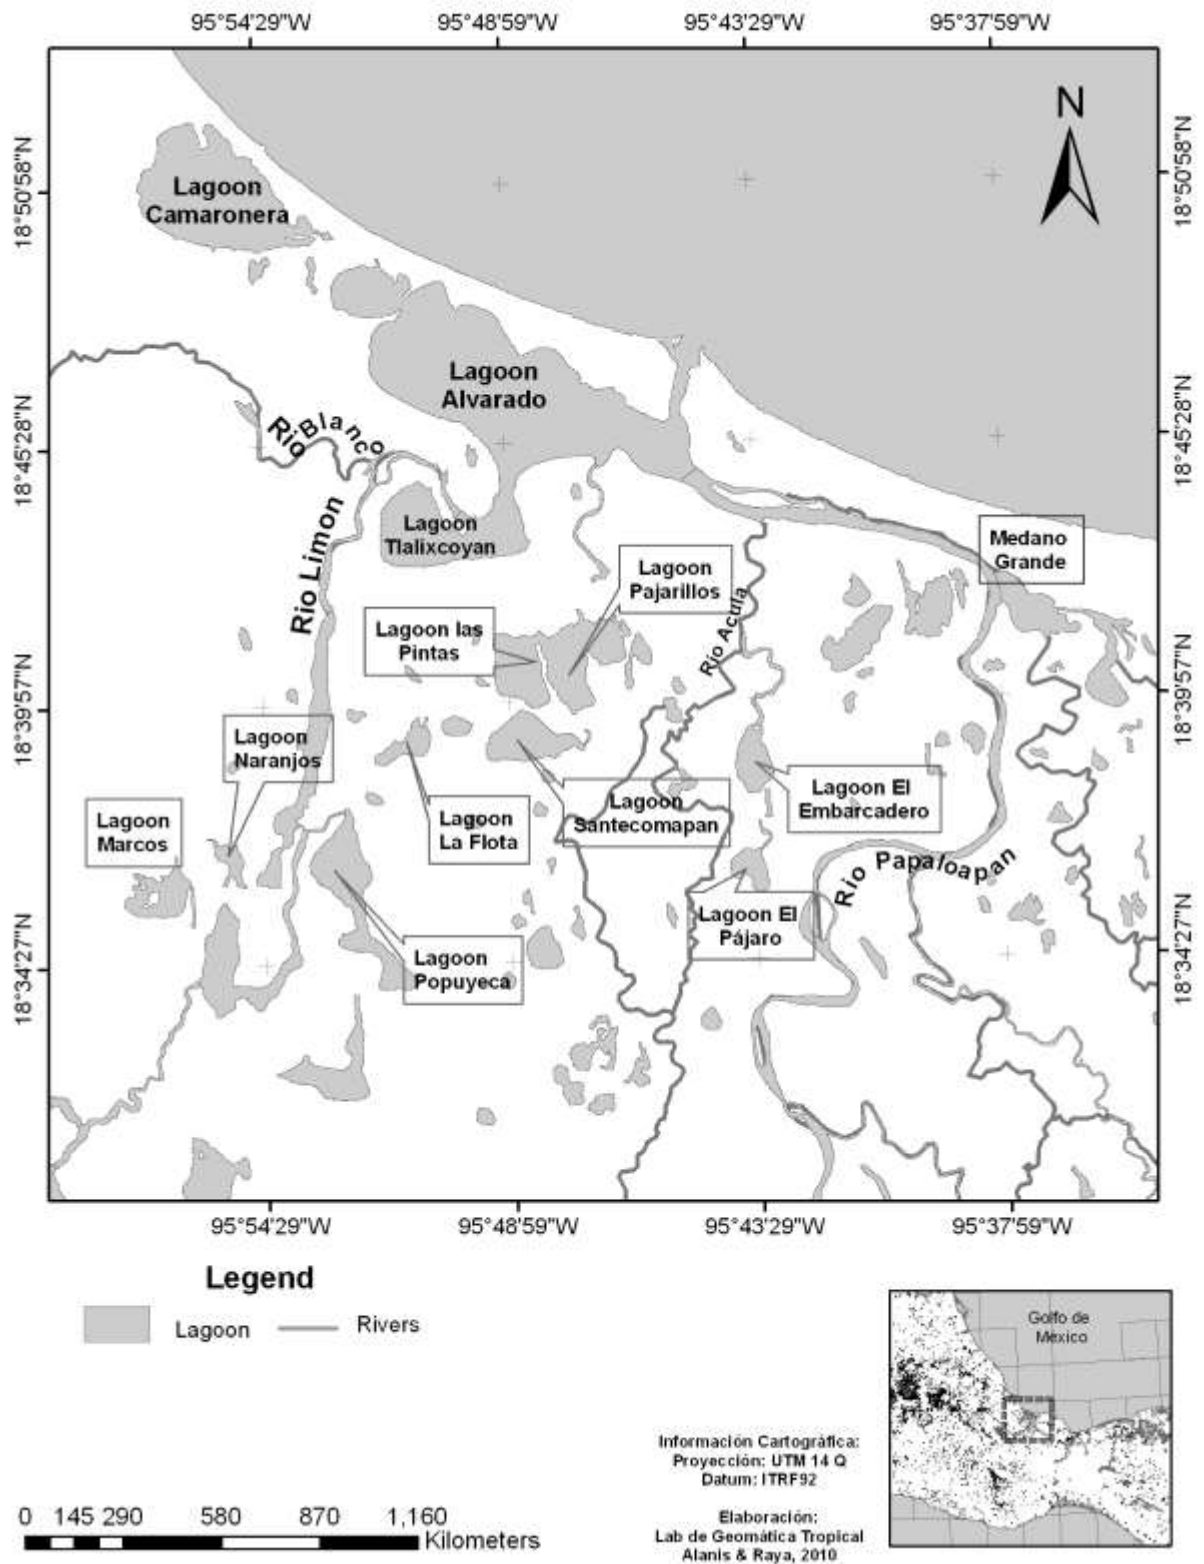 95°54'29"W 95°48'59"W 95°43'29"W 95°37'59"W
N
18°50'58"N
18°50'58"N
Lagoon
Camaronera
Lagoon
Alvarado
18°45'28"N
18°45'28"N
Rio Blanco
Rio Limon
Lagoon
Tlalixcoyan
Medano
Grande
Lagoon
Pajarillos
Lagoon las
Pintas
Rio Acula
18°39'57"N
18°39'57"N
Lagoon
Naranjos
Lagoon El
Embarcadero
Lagoon
Santecomapan
Lagoon
La Flota
Lagoon
Marcos
Rio Papaloapan
Lagoon El
Pájaro
Lagoon
Popuyeca
18°34'27"N
18°34'27"N
95°54'29"W 95°48'59"W 95°43'29"W 95°37'59"W
Legend
Lagoon
Rivers
Golfo de
México
Información Cartográfica:
Proyección: UTM 14 Q
Datum: ITRF92
Elaboración:
Lab de Geomática Tropical
Alanis & Raya, 2010
0 145 290 580 870 1,160
Kilometers